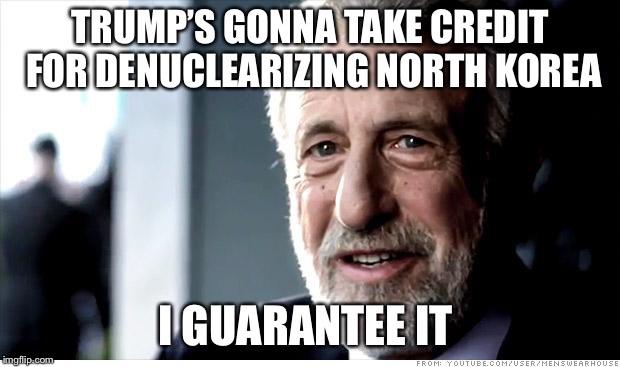 TRUMP'S GONNA TAKE CREDIT
FOR DENUCLEARIZING NORTH KOREA
I GUARANTEE IT
imgflip.com
FROM: YOUTUBE.COM/USER/MENSWEARHOUSE